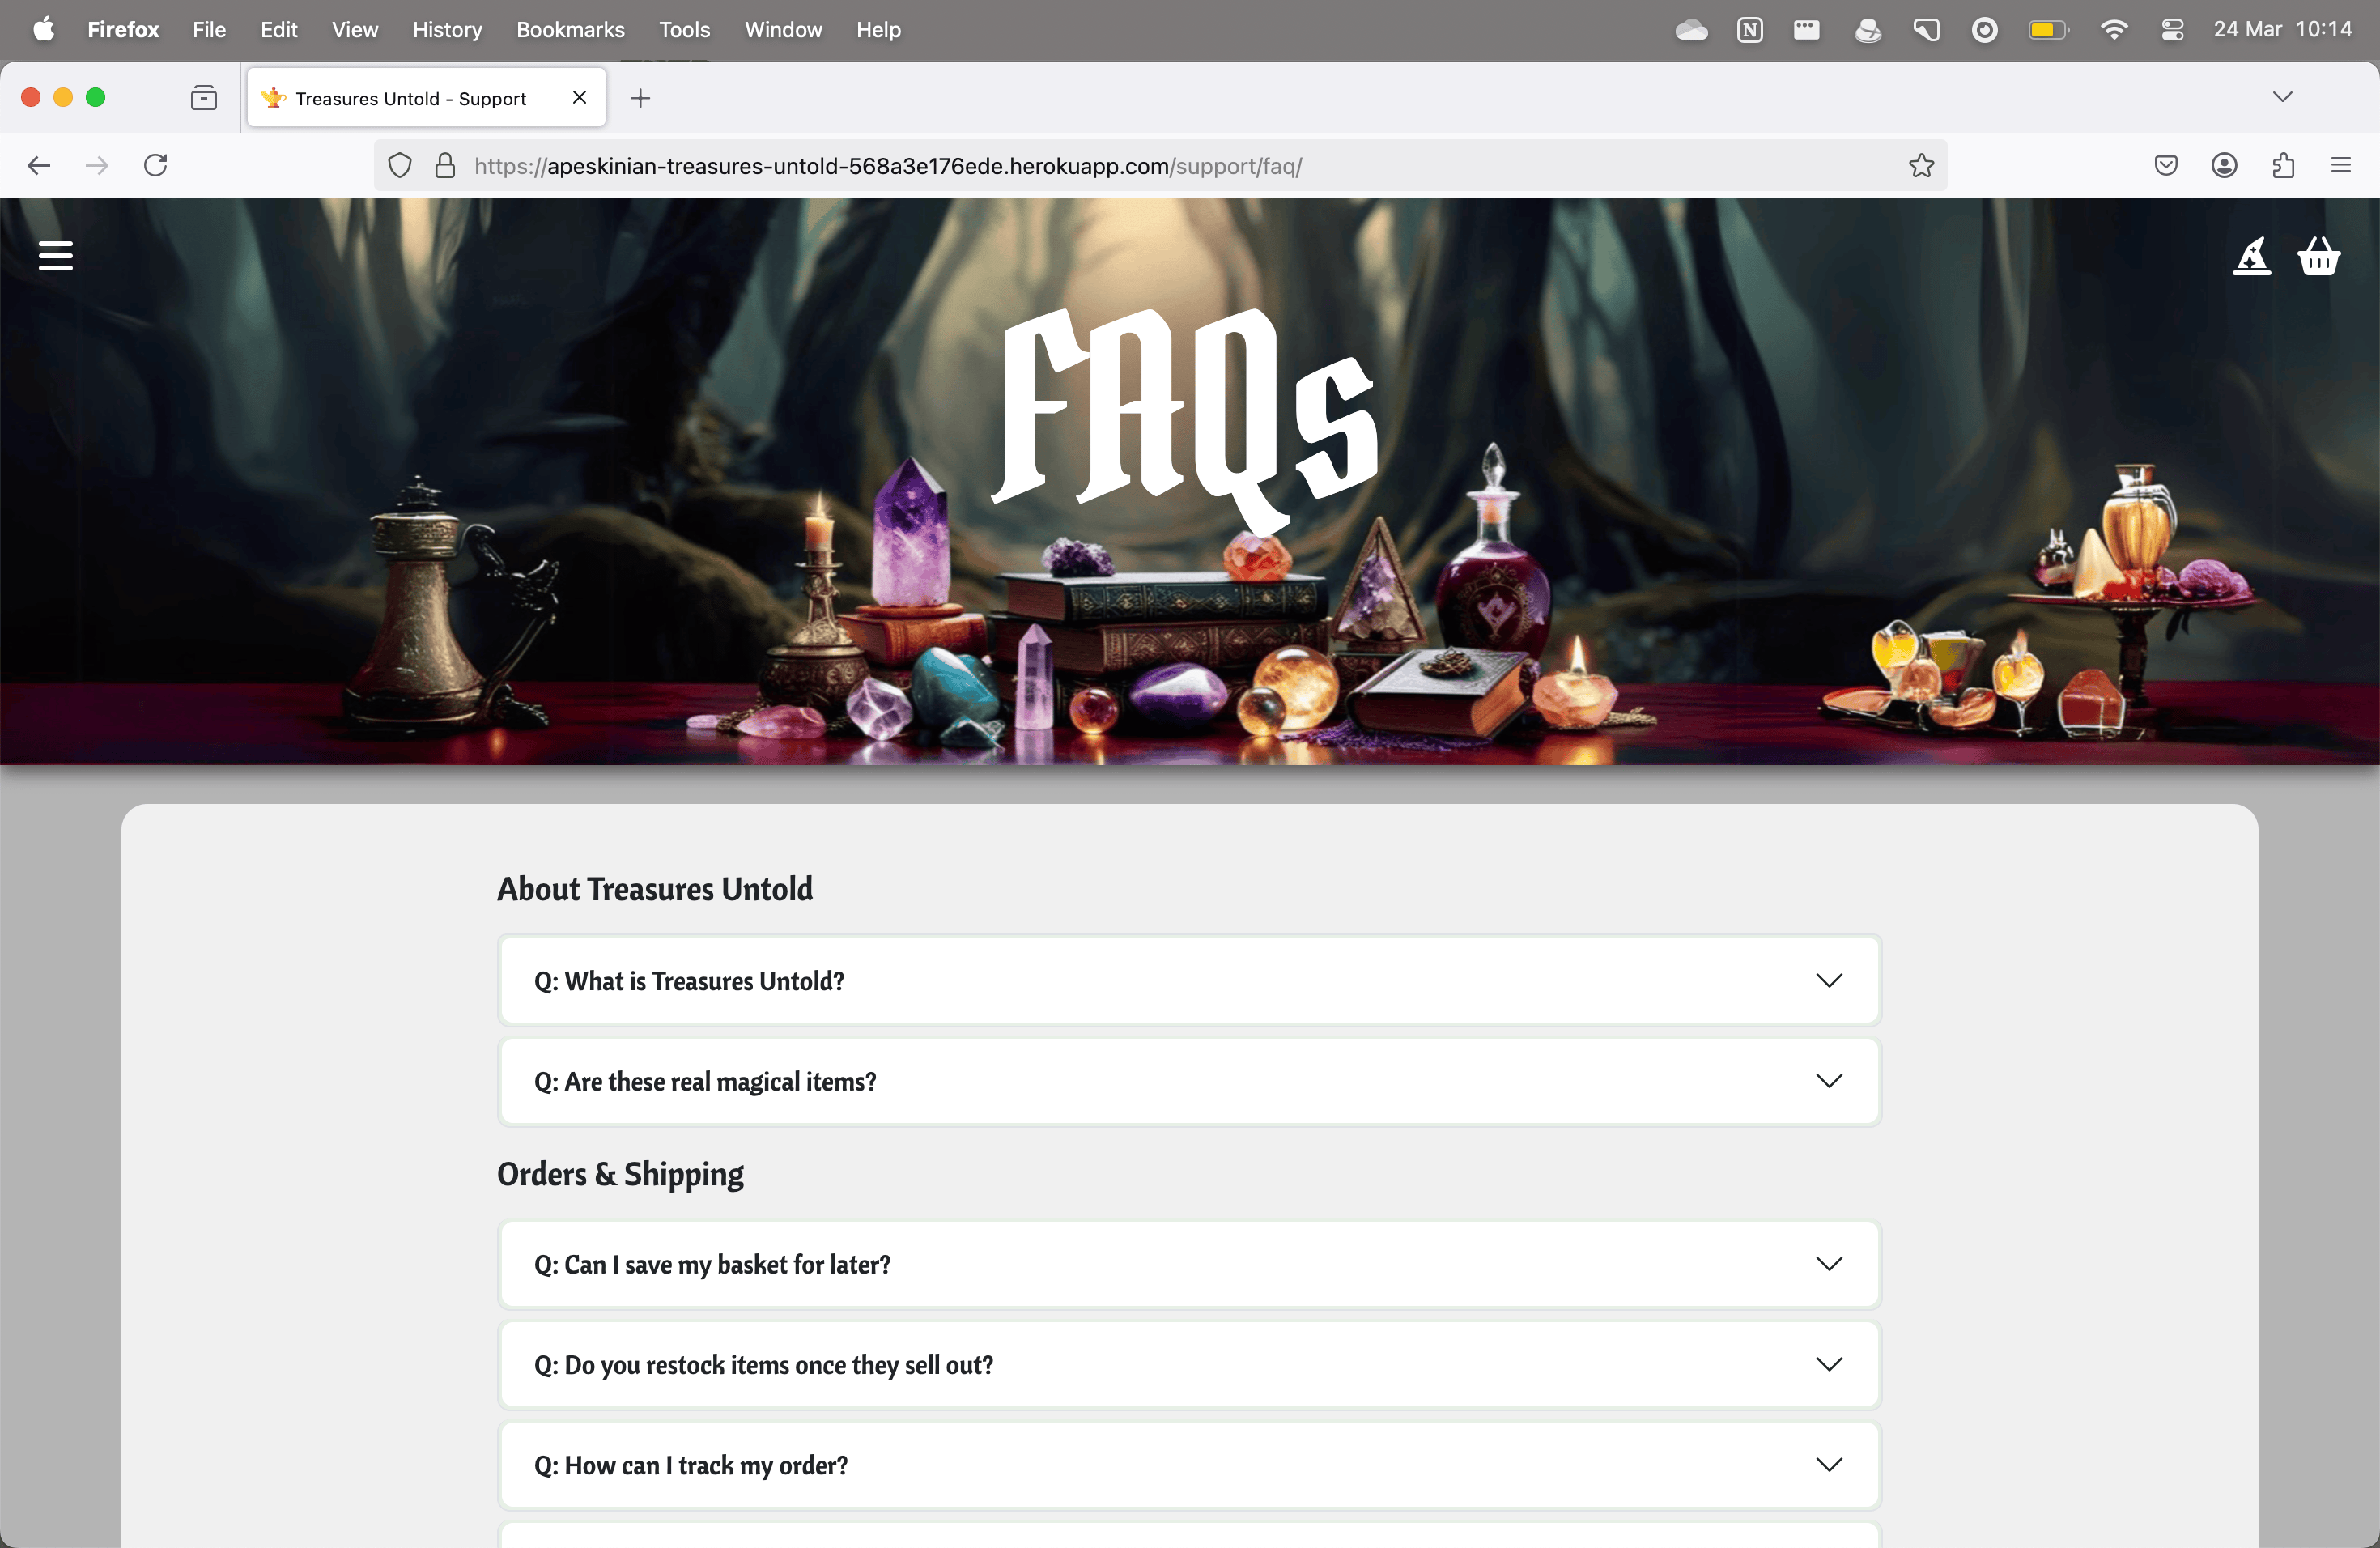 Firefox File Edit View History Bookmarks Tools Window Help 24 Mar 10:14
Treasures Untold - Support
https://apeskinian-treasures-untold-568a3e176ede.herokuapp.com/support/faq/
FAQs
About Treasures Untold
Q: What is Treasures Untold?
Q: Are these real magical items?
Orders & Shipping
Q: Can I save my basket for later?
Q: Do you restock items once they sell out?
Q: How can I track my order?